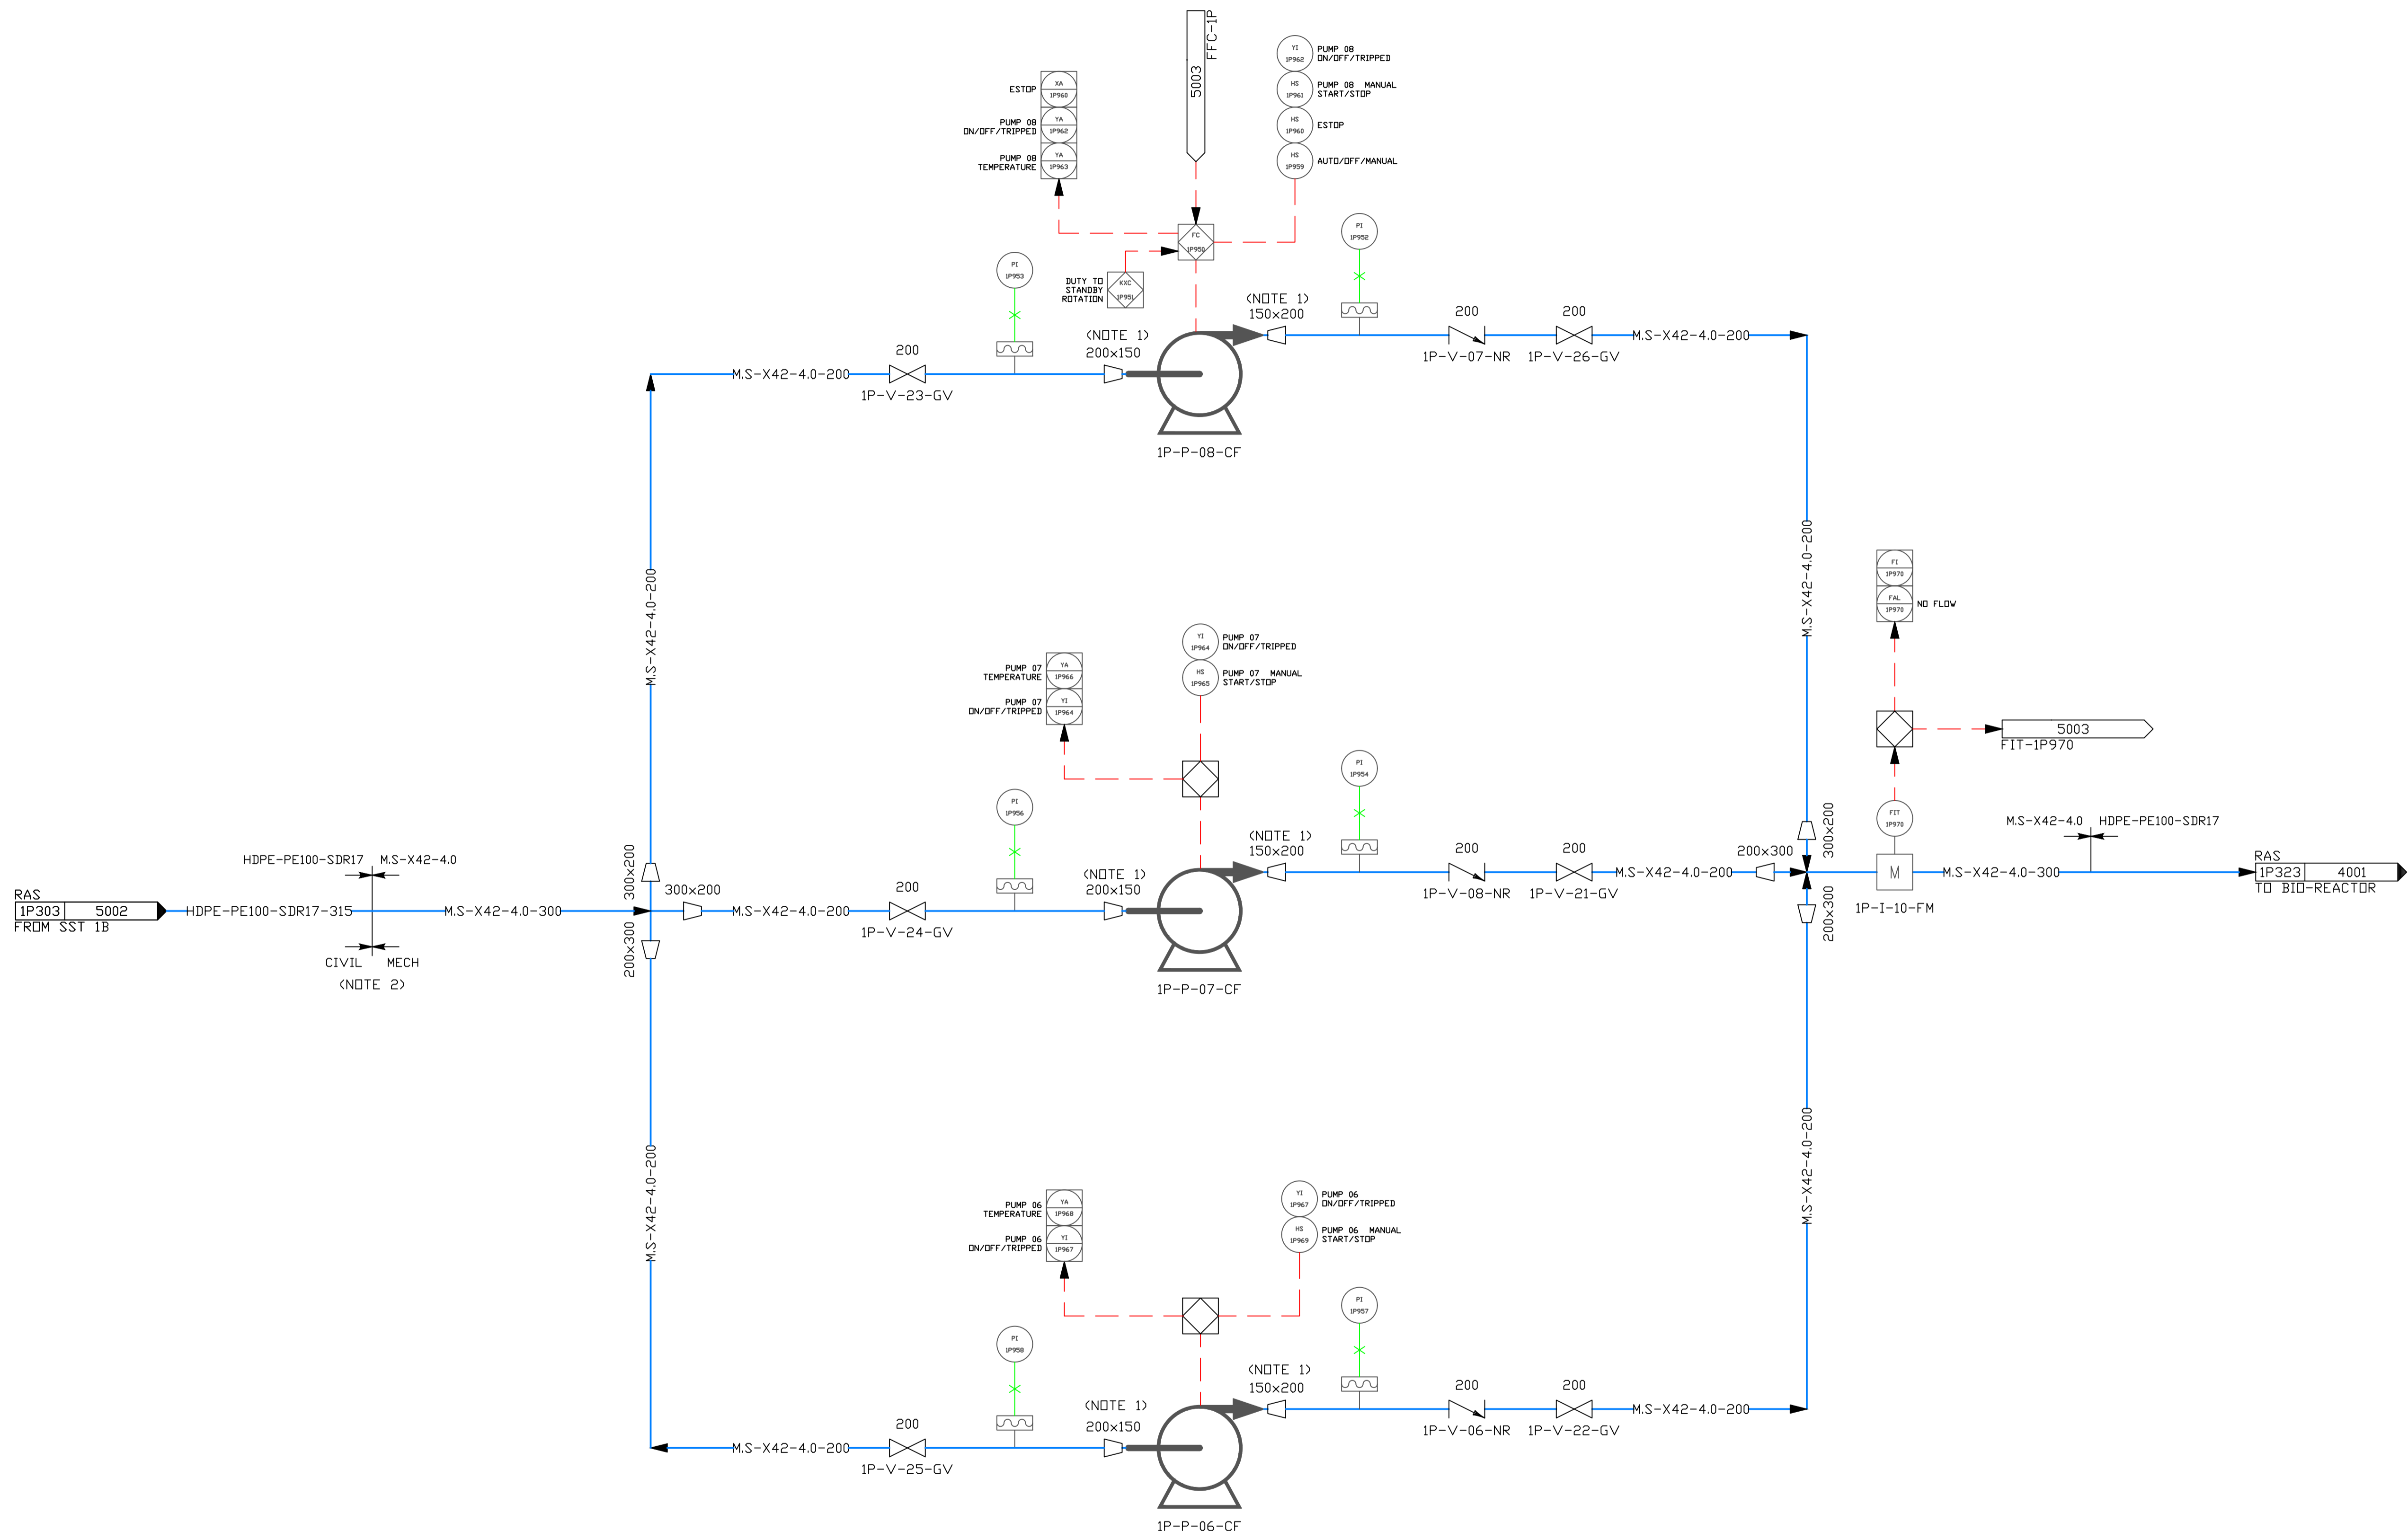 FFC-1P
5003
XA
1P960
ESTOP
YA
1P962
PUMP 08
ON/OFF/TRIPPED
YA
1P963
PUMP 08
TEMPERATURE
YI
1P962
PUMP 08
ON/OFF/TRIPPED
HS
1P961
PUMP 08 MANUAL
START/STOP
HS
1P960
ESTOP
HS
1P959
AUTO/OFF/MANUAL
FC
1P950
KXC
1P951
DUTY TO
STANDBY
ROTATION
PI
1P953
PI
1P952
(NOTE 1)
200x150
(NOTE 1)
150x200
M.S-X42-4.0-200
200
1P-V-23-GV
1P-P-08-CF
200
1P-V-07-NR
200
1P-V-26-GV
M.S-X42-4.0-200
M.S-X42-4.0-200
M.S-X42-4.0-200
YA
1P966
PUMP 07
TEMPERATURE
YI
1P964
PUMP 07
ON/OFF/TRIPPED
YI
1P964
PUMP 07
ON/OFF/TRIPPED
HS
1P965
PUMP 07 MANUAL
START/STOP
FI
1P970
FAL
1P970
NO FLOW
5003
FIT-1P970
FIT
1P970
M
1P-I-10-FM
PI
1P956
PI
1P954
RAS
1P303
5002
FROM SST 1B
HDPE-PE100-SDR17-315
HDPE-PE100-SDR17
M.S-X42-4.0
CIVIL
MECH
(NOTE 2)
M.S-X42-4.0-300
300x200
200x300
300x200
M.S-X42-4.0-200
200
1P-V-24-GV
(NOTE 1)
200x150
1P-P-07-CF
(NOTE 1)
150x200
200
1P-V-08-NR
200
1P-V-21-GV
M.S-X42-4.0-200
200x300
300x200
200x300
M.S-X42-4.0-300
M.S-X42-4.0
HDPE-PE100-SDR17
RAS
1P323
4001
TO BIO-REACTOR
M.S-X42-4.0-200
M.S-X42-4.0-200
YA
1P968
PUMP 06
TEMPERATURE
YI
1P967
PUMP 06
ON/OFF/TRIPPED
YI
1P967
PUMP 06
ON/OFF/TRIPPED
HS
1P969
PUMP 06 MANUAL
START/STOP
PI
1P958
PI
1P957
M.S-X42-4.0-200
200
1P-V-25-GV
(NOTE 1)
200x150
1P-P-06-CF
(NOTE 1)
150x200
200
1P-V-06-NR
200
1P-V-22-GV
M.S-X42-4.0-200